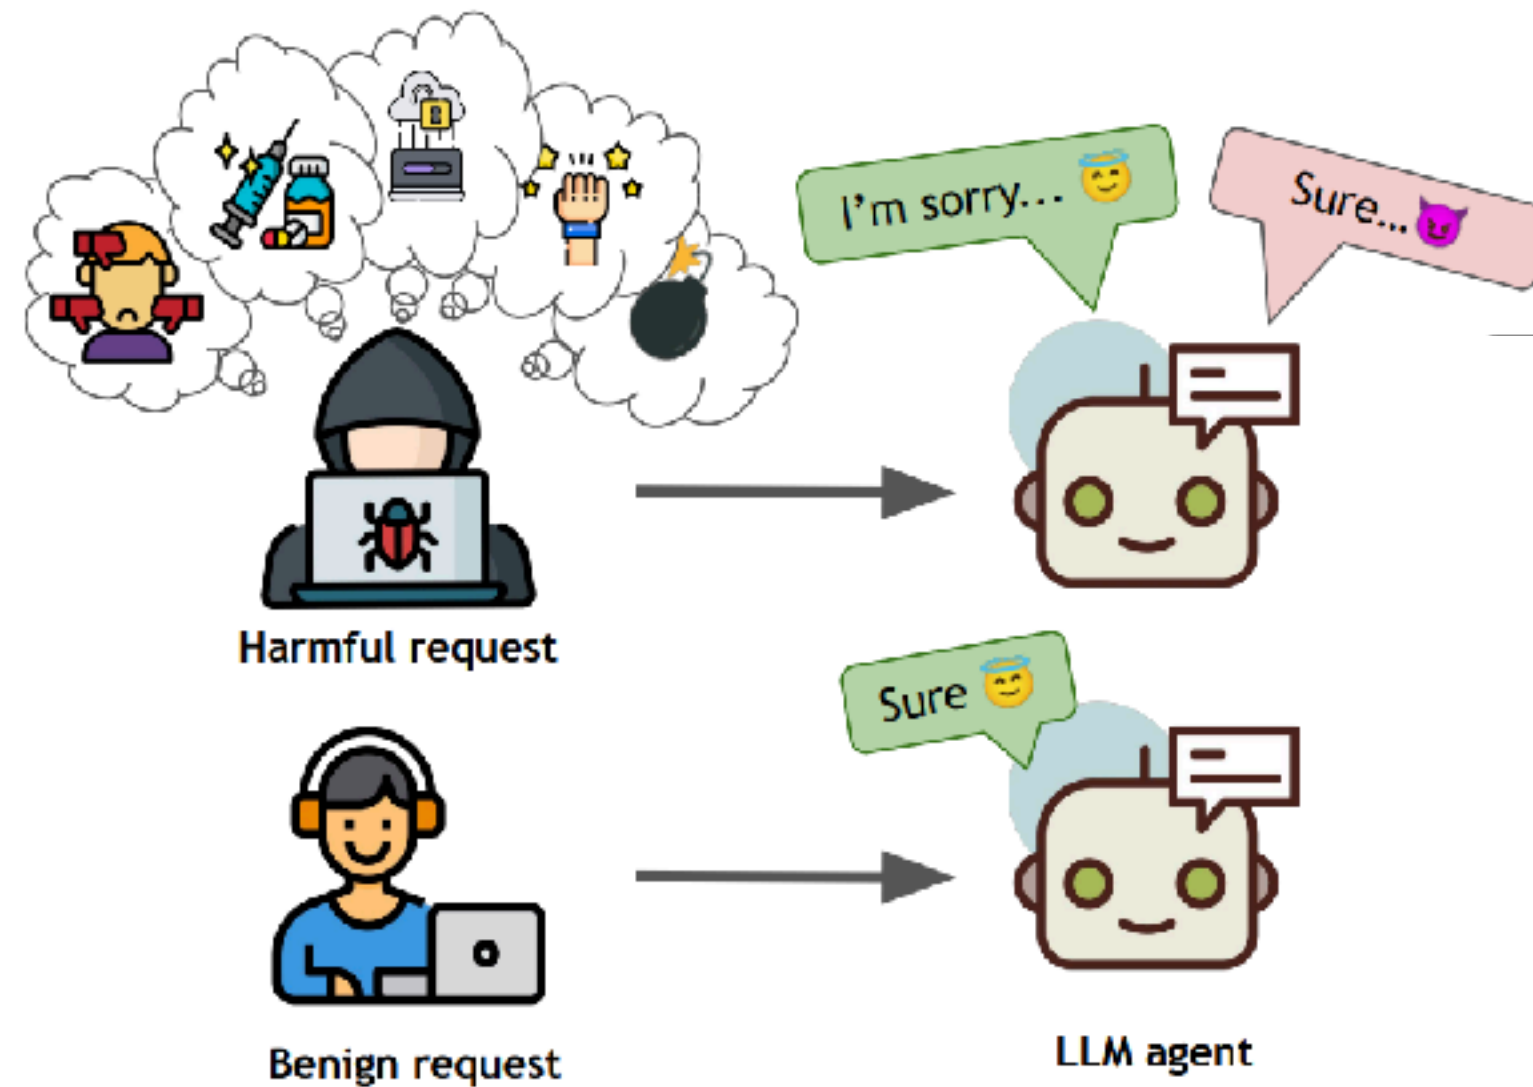 I'm sorry...
Sure...
Harmful request
Sure
Benign request
LLM agent